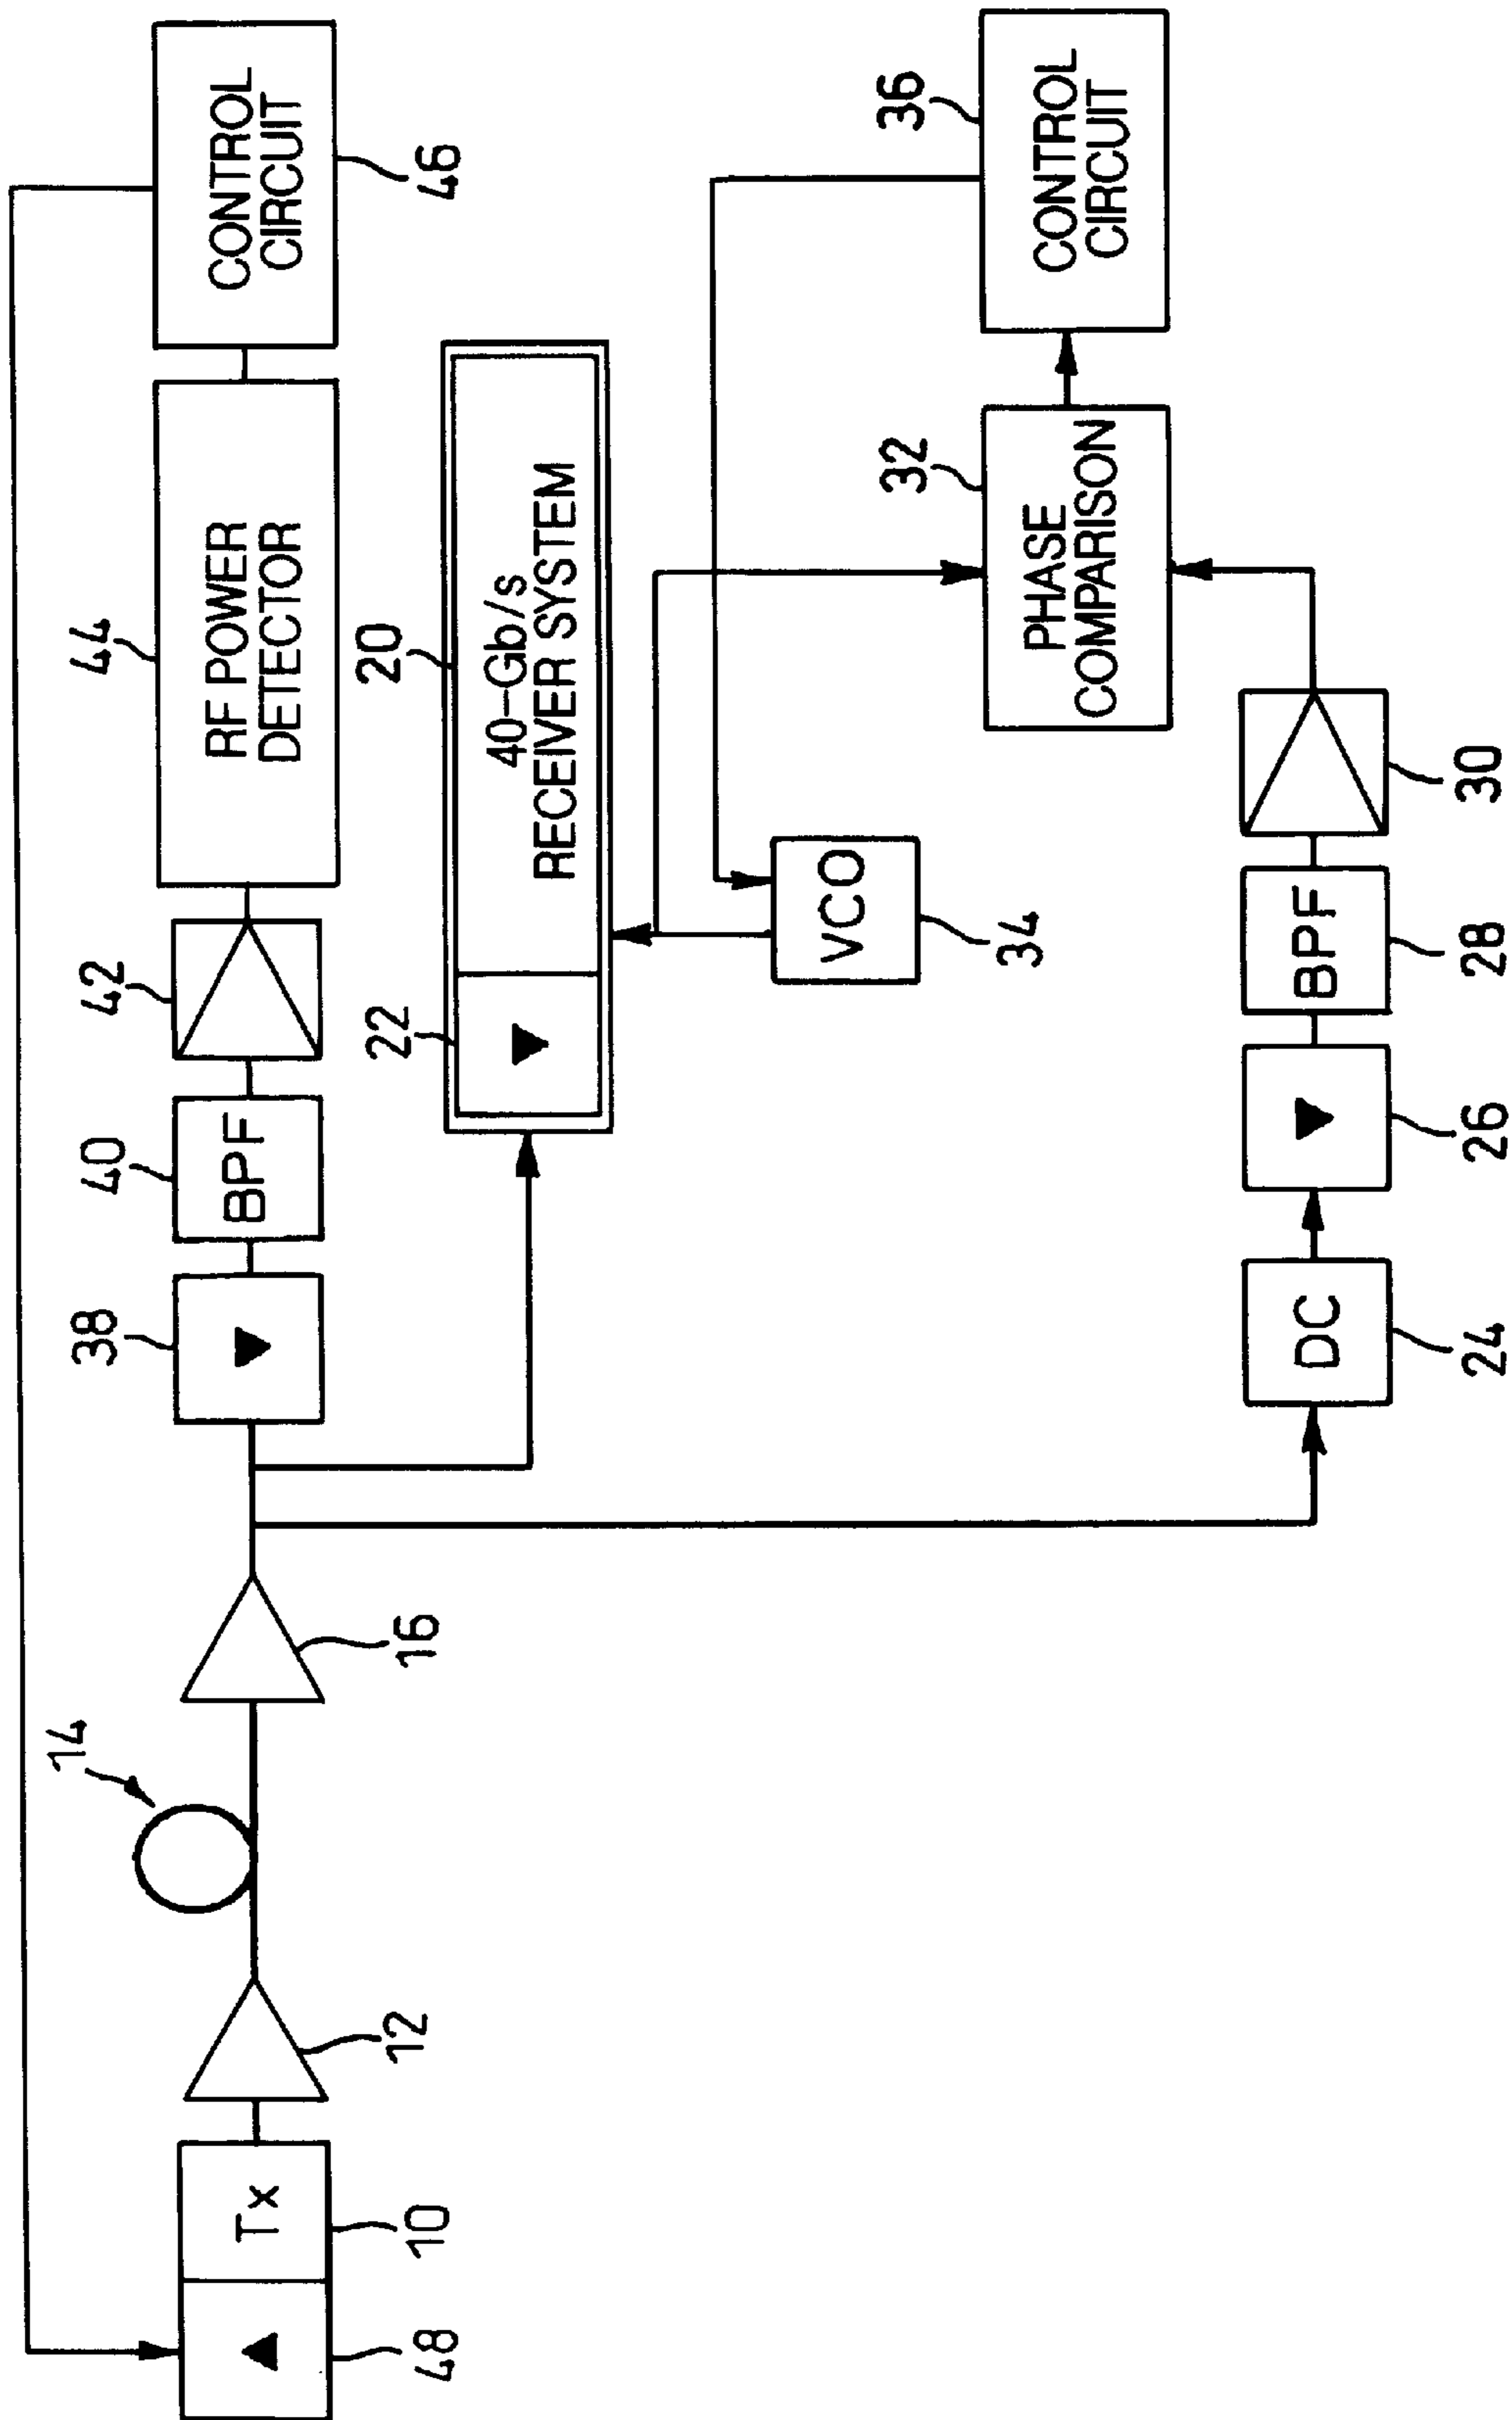 48
Tx
10
12
14
16
38
BPF
40
42
RF POWER
DETECTOR
44
CONTROL
CIRCUIT
46
22
20
40-Gb/s
RECEIVER SYSTEM
VCO
34
PHASE
COMPARISON
32
CONTROL
CIRCUIT
36
DC
24
26
BPF
28
30